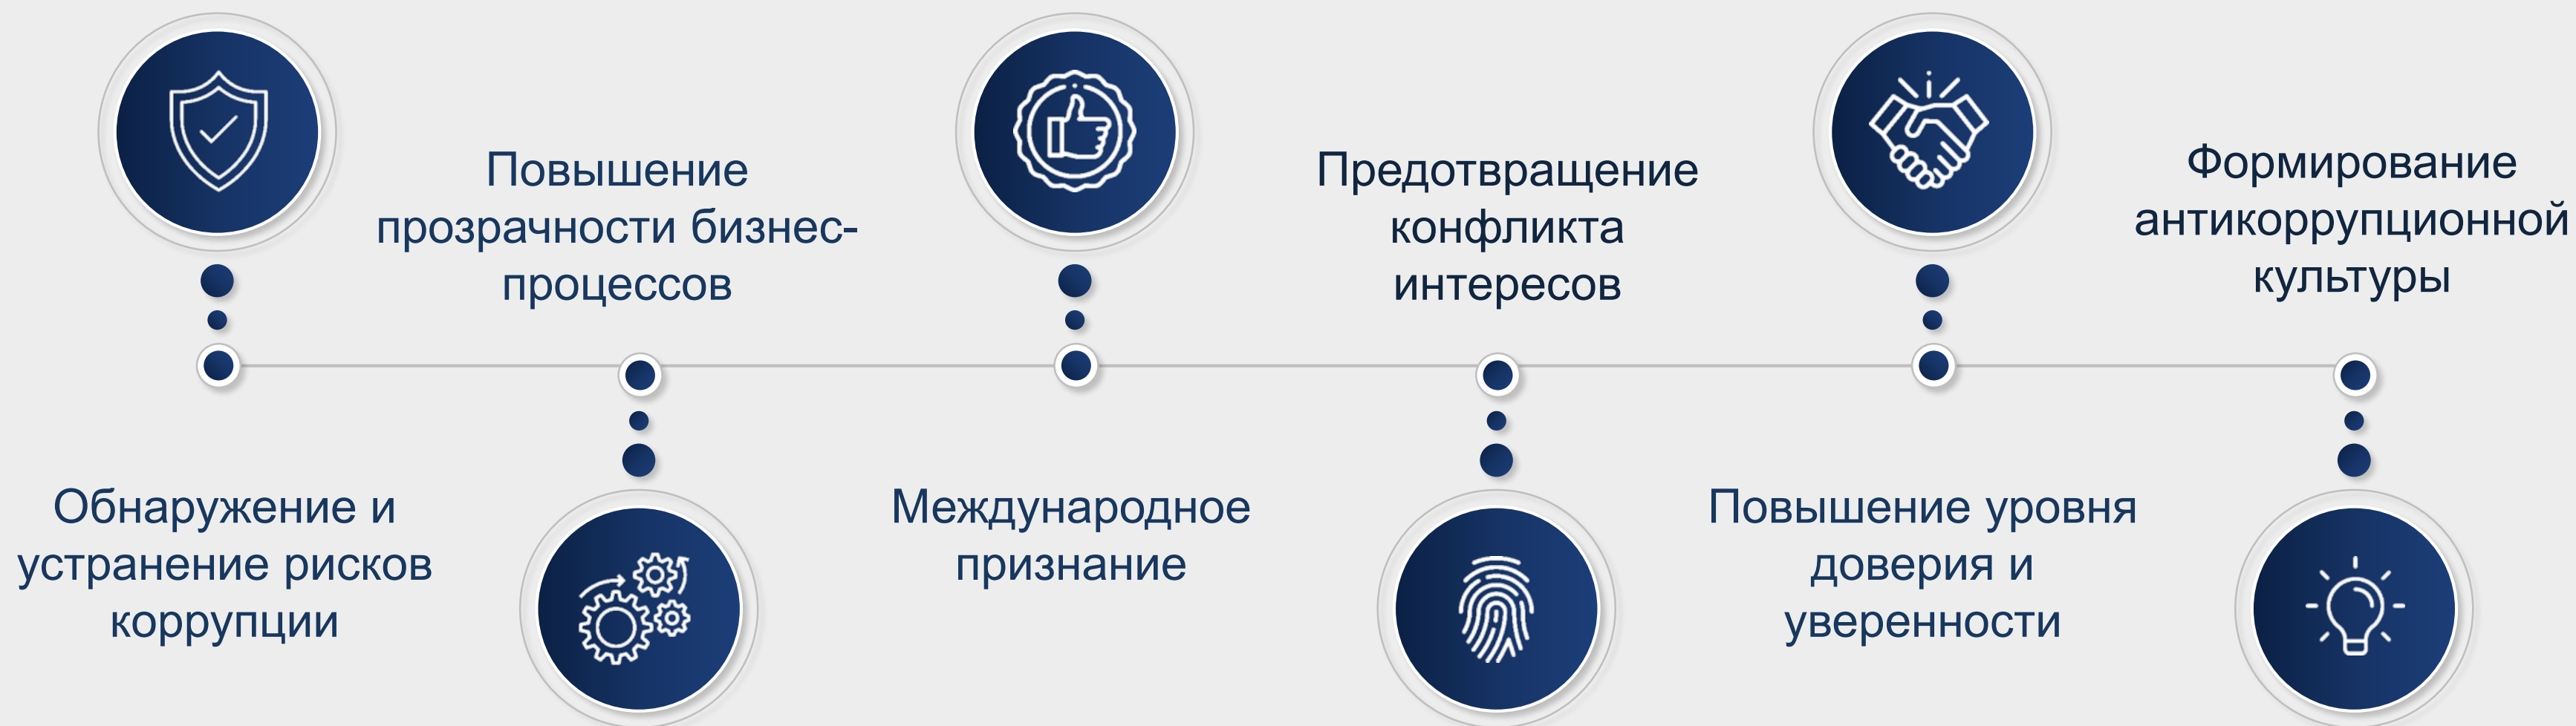 Обнаружение и
устранение рисков
коррупции
Повышение
прозрачности бизнес-
процессов
Международное
признание
Предотвращение
конфликта
интересов
Повышение уровня
доверия и
уверенности
Формирование
антикоррупционной
культуры